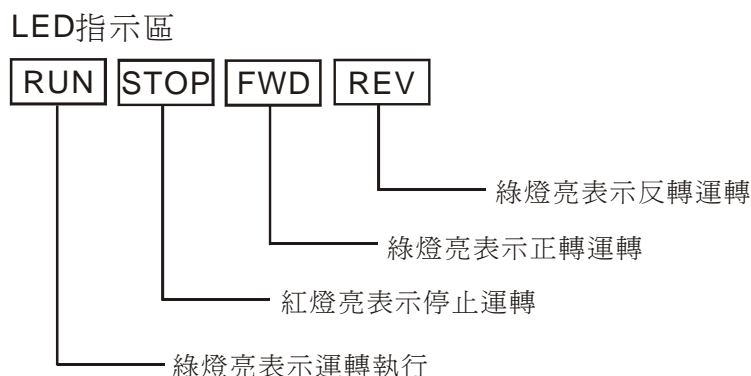 LED指示區
RUN STOP FWD REV
綠燈亮表示反轉運轉
綠燈亮表示正轉運轉
紅燈亮表示停止運轉
綠燈亮表示運轉執行